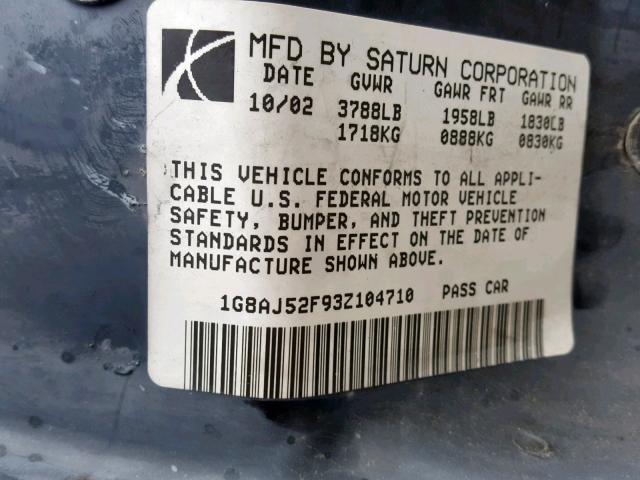 MFD BY SATURN CORPORATION
DATE GVWR GAWR FRT GAWR RR
10/02 3788LB 1958LB 1830LB
1718KG 0888KG 0830KG
THIS VEHICLE CONFORMS TO ALL APPLI-
CABLE U.S. FEDERAL MOTOR VEHICLE
SAFETY, BUMPER, AND THEFT PREVENTION
STANDARDS IN EFFECT ON THE DATE OF
MANUFACTURE SHOWN ABOVE.
1G8AJ52F93Z104710 PASS CAR